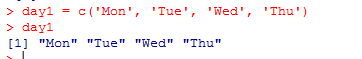 > day1 = c('Mon', 'Tue', 'Wed', 'Thu')
> day1
[1] "Mon" "Tue" "Wed" "Thu"
>